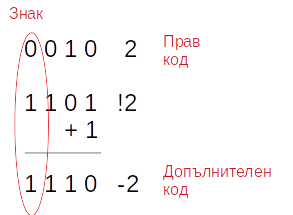 Знак
0 0 1 0 2
Прав
код
1 1 0 1 !2
+ 1
1 1 1 0 -2
Допълнителен
код